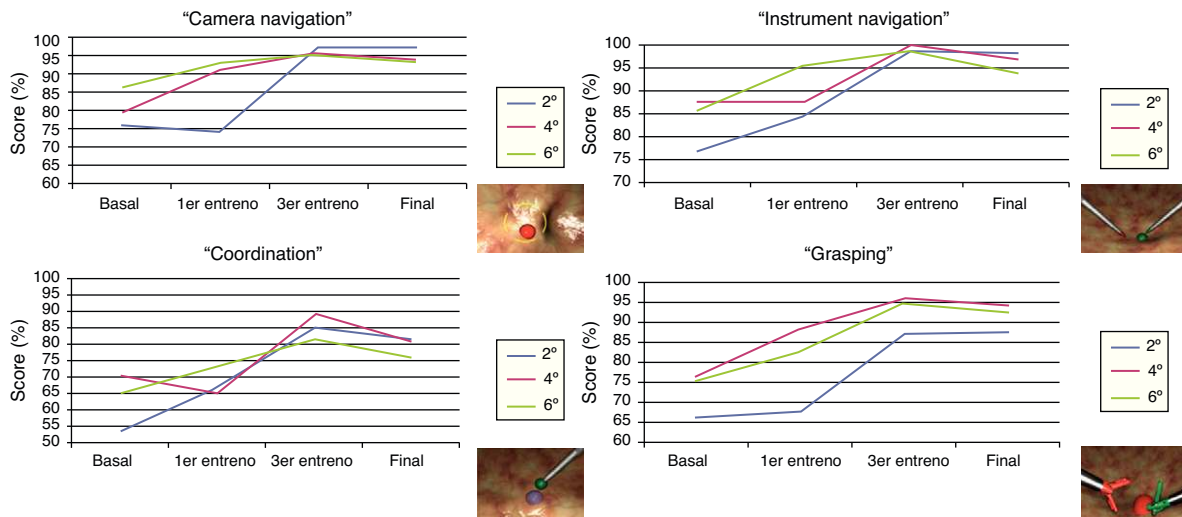 “Camera navigation”
100
95
90
85
80
75
70
65
60
Score (%)
Basal 1er entreno 3er entreno Final
2º
4º
6º
“Instrument navigation”
100
95
90
85
80
75
70
Score (%)
Basal 1er entreno 3er entreno Final
2º
4º
6º
“Coordination”
100
95
90
85
80
75
70
65
60
55
50
Score (%)
Basal 1er entreno 3er entreno Final
2º
4º
6º
“Grasping”
100
95
90
85
80
75
70
65
60
Score (%)
Basal 1er entreno 3er entreno Final
2º
4º
6º